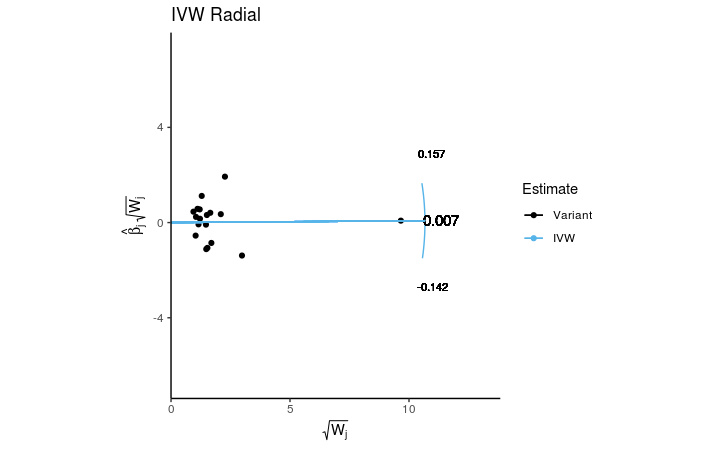 IVW Radial
4
0
-4
0.157
0.007
-0.142
0
5
10
β̂ⱼ√Wⱼ
√Wⱼ
Estimate
Variant
IVW